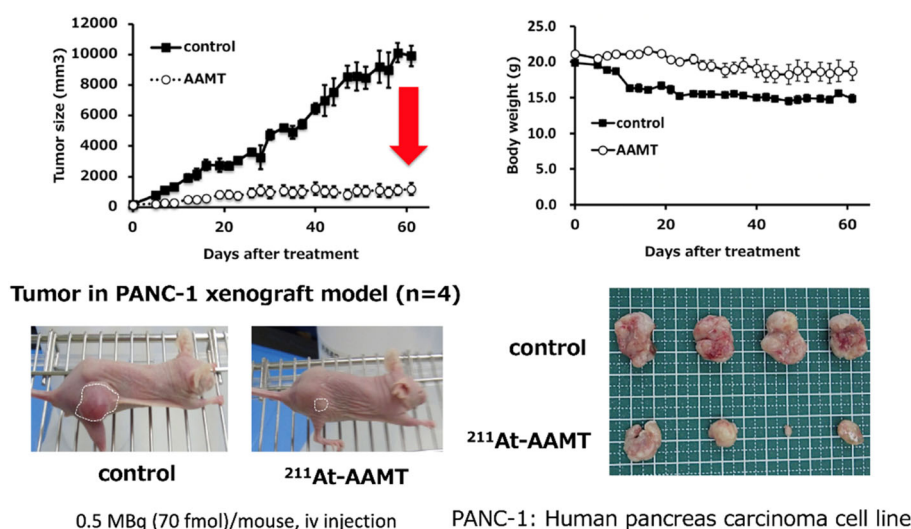 12000
10000
8000
6000
4000
2000
0
Tumor size (mm3)
control
AAMT
0 20 40 60
Days after treatment
25.0
20.0
15.0
10.0
5.0
0.0
Body weight (g)
control
AAMT
0 20 40 60
Days after treatment
Tumor in PANC-1 xenograft model (n=4)
control
²¹¹At-AAMT
control
²¹¹At-AAMT
0.5 MBq (70 fmol)/mouse, iv injection
PANC-1: Human pancreas carcinoma cell line